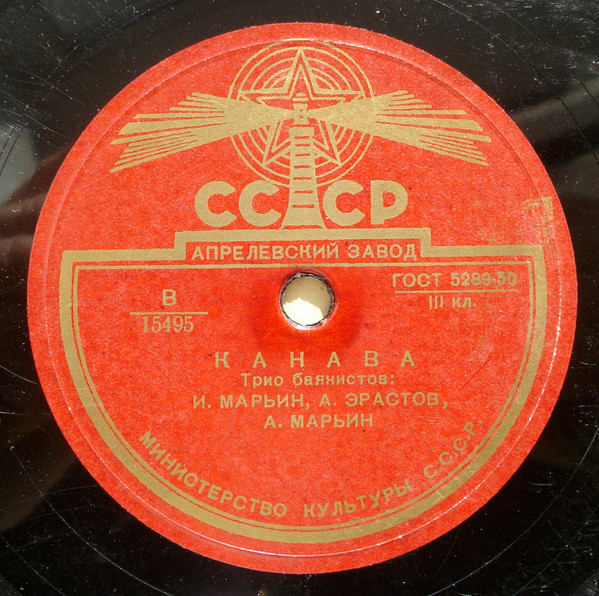 СССР
АПРЕЛЕВСКИЙ ЗАВОД
ГОСТ 5289-50
III кл.
В
15495
КАНАВА
Трио баянистов:
И. МАРЬИН, А. ЭРАСТОВ,
А. МАРЬИН
МИНИСТЕРСТВО КУЛЬТУРЫ С.С.С.Р.